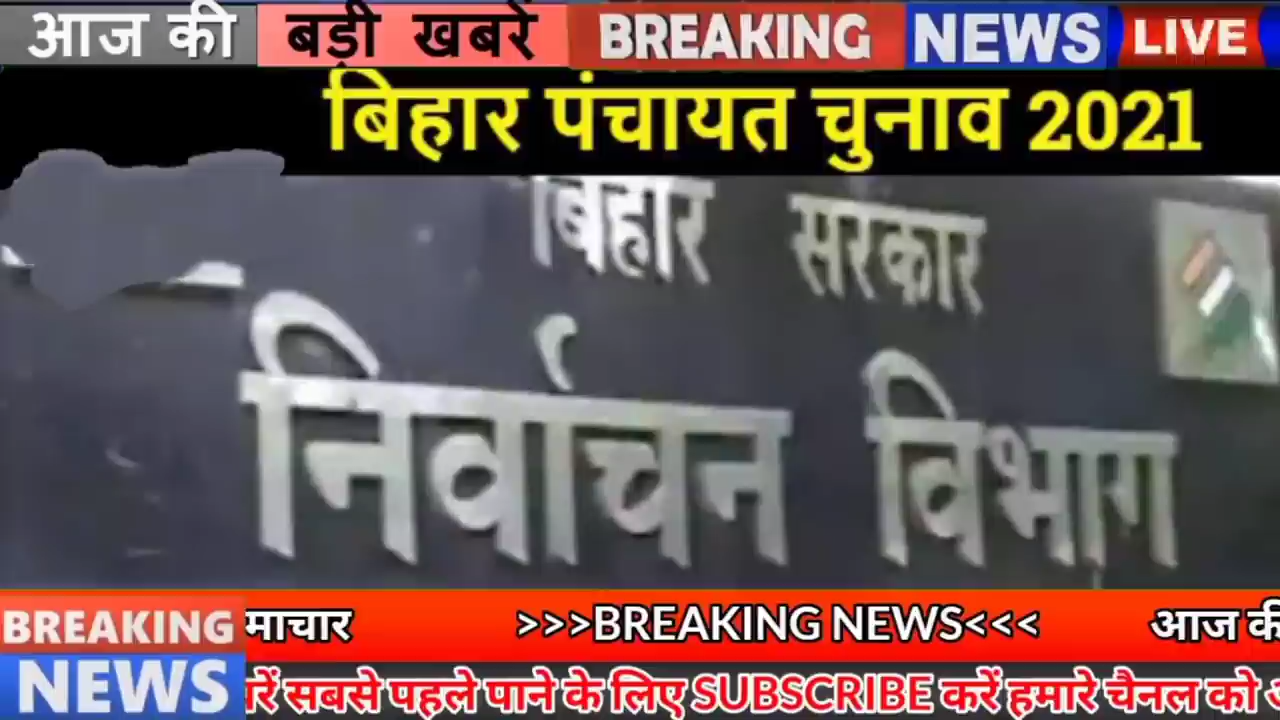 आज की बड़ी खबरें BREAKING NEWS LIVE
बिहार पंचायत चुनाव 2021
बिहार सरकार
निर्वाचन विभाग
BREAKING NEWS
माचार >>>BREAKING NEWS<<< आज की
रें सबसे पहले पाने के लिए SUBSCRIBE करें हमारे चैनल को